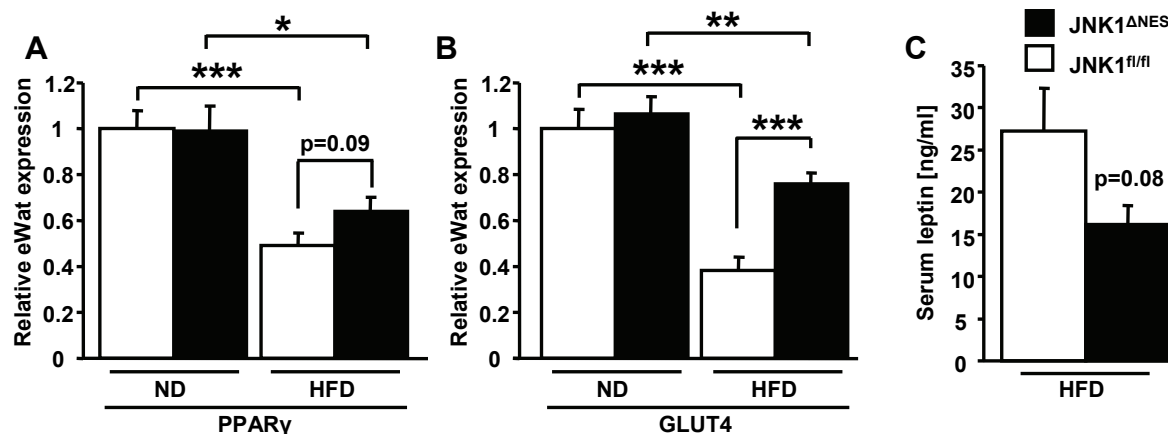 A
*
***
p=0.09
Relative eWat expression
1.2
1
0.8
0.6
0.4
0.2
0
ND HFD
PPARγ
B
**
***
***
Relative eWat expression
1.2
1
0.8
0.6
0.4
0.2
0
ND HFD
GLUT4
C
JNK1ΔNES
JNK1fl/fl
p=0.08
Serum leptin [ng/ml]
35
30
25
20
15
10
5
0
HFD